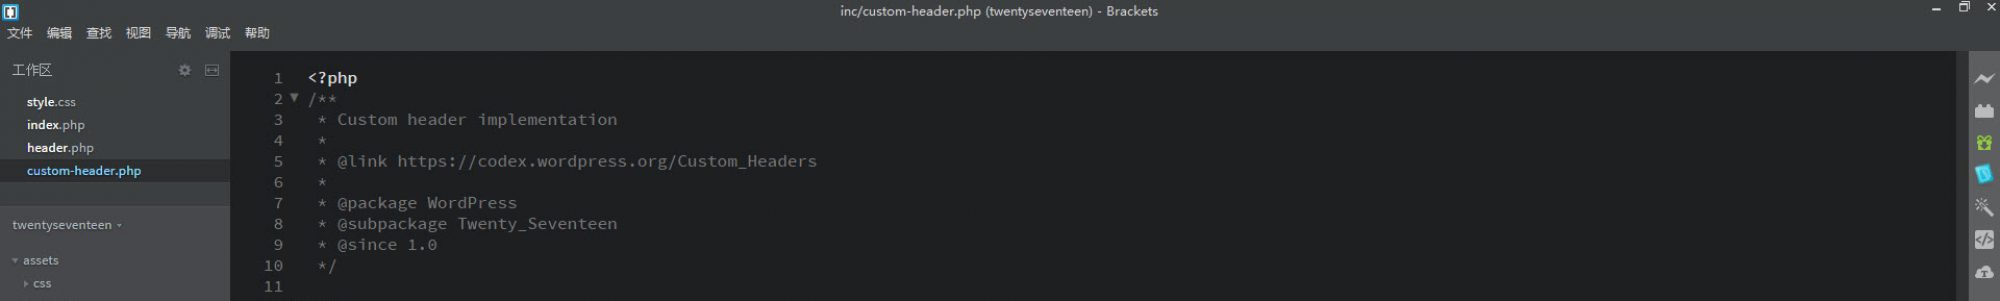 inc/custom-header.php (twentyseventeen) - Brackets
文件 编辑 查找 视图 导航 调试 帮助
工作区
style.css
index.php
header.php
custom-header.php
twentyseventeen
assets
css
1 <?php
2 /**
3  * Custom header implementation
4  *
5  * @link https://codex.wordpress.org/Custom_Headers
6  *
7  * @package WordPress
8  * @subpackage Twenty_Seventeen
9  * @since 1.0
10  */
11